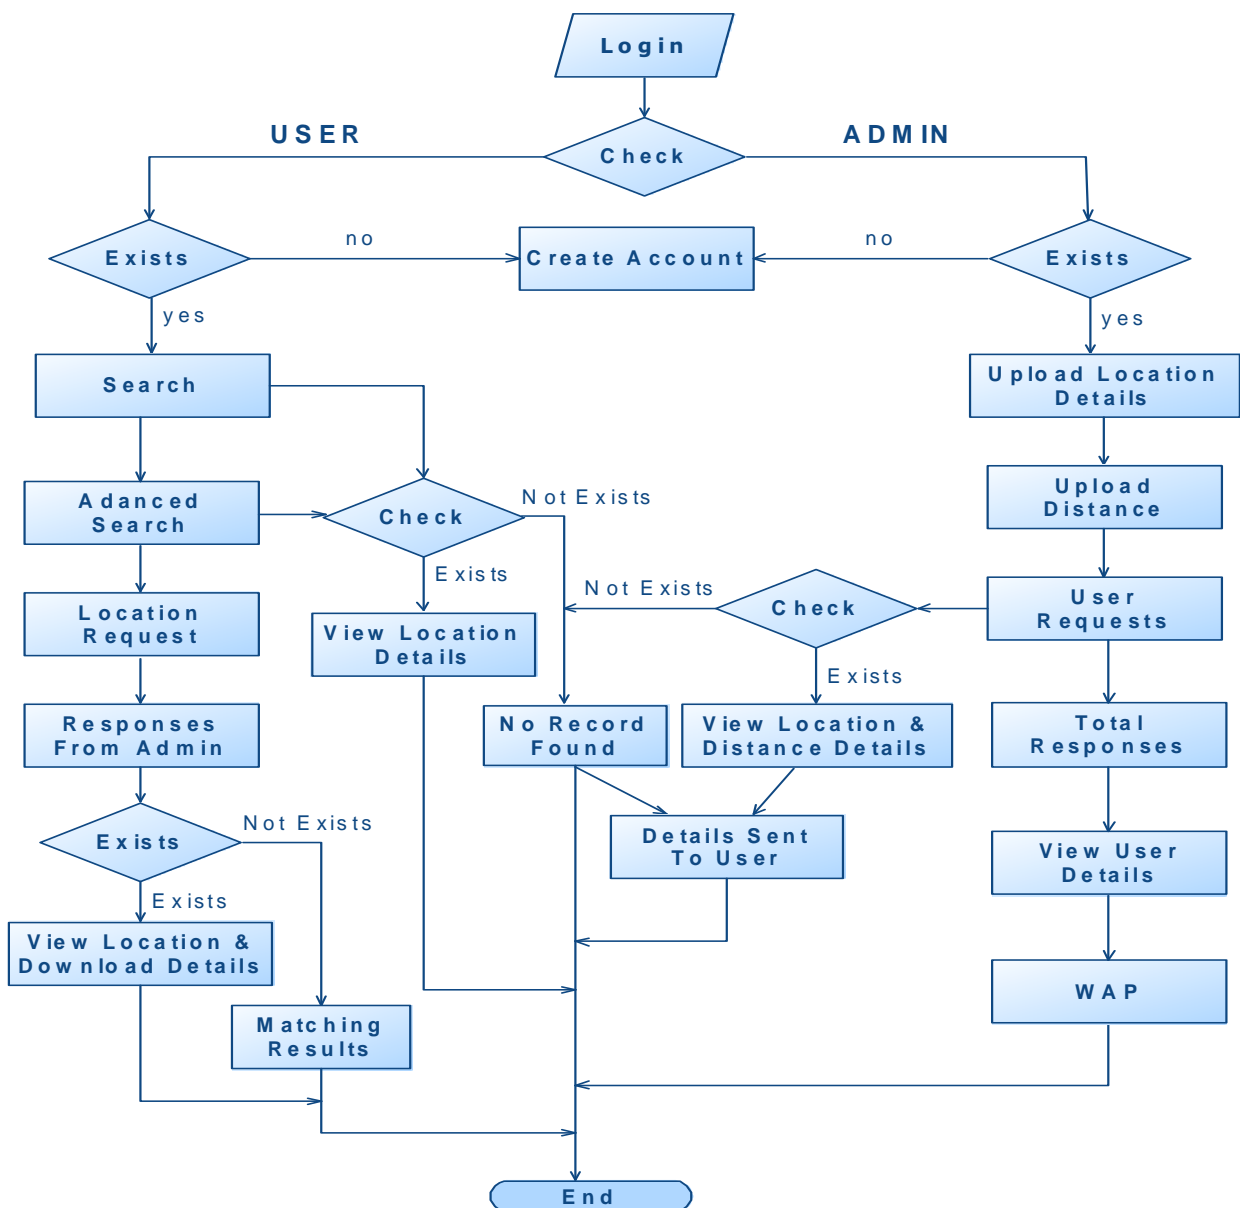 Login
USER
ADMIN
Check
Exists
no
Create Account
no
Exists
yes
yes
Search
Upload Location
Details
Adanced
Search
Check
Not Exists
Upload
Distance
Exists
Not Exists
Check
User
Requests
Location
Request
View Location
Details
Exists
Responses
From Admin
No Record
Found
View Location &
Distance Details
Total
Responses
Exists
Not Exists
Details Sent
To User
View User
Details
Exists
View Location &
Download Details
WAP
Matching
Results
End